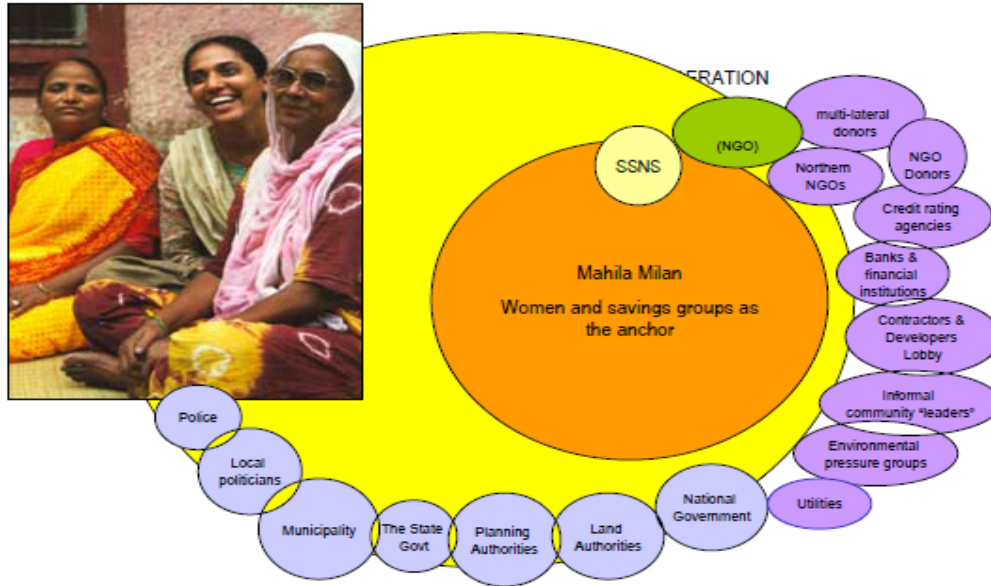 ERATION
multi-lateral
donors
(NGO)
SSNS
NGO
Donors
Northern
NGOs
Credit rating
agencies
Banks &
financial
institutions
Mahila Milan
Women and savings groups as
the anchor
Contractors &
Developers
Lobby
Informal
community “leaders”
Environmental
pressure groups
Police
Local
politicians
Municipality
The State
Govt
Planning
Authorities
Land
Authorities
National
Government
Utilities